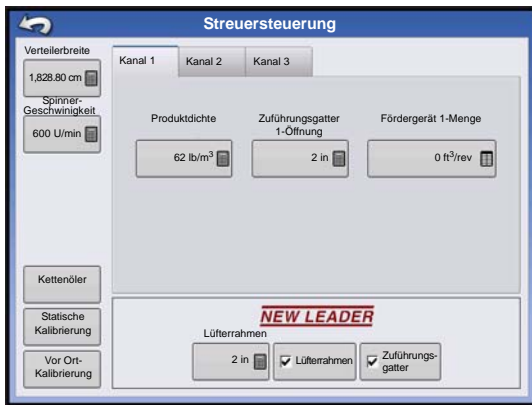 Streuersteuerung
Verteilerbreite
1,828.80 cm
Spinner-
Geschwinigkeit
600 U/min
Kettenöler
Statische
Kalibrierung
Vor Ort-
Kalibrierung
Kanal 1
Kanal 2
Kanal 3
Produktdichte
62 lb/m³
Zuführungsgatter
1-Öffnung
2 in
Fördergerät 1-Menge
0 ft³/rev
NEW LEADER
Lüfterrahmen
2 in
Lüfterrahmen
Zuführungs-
gatter